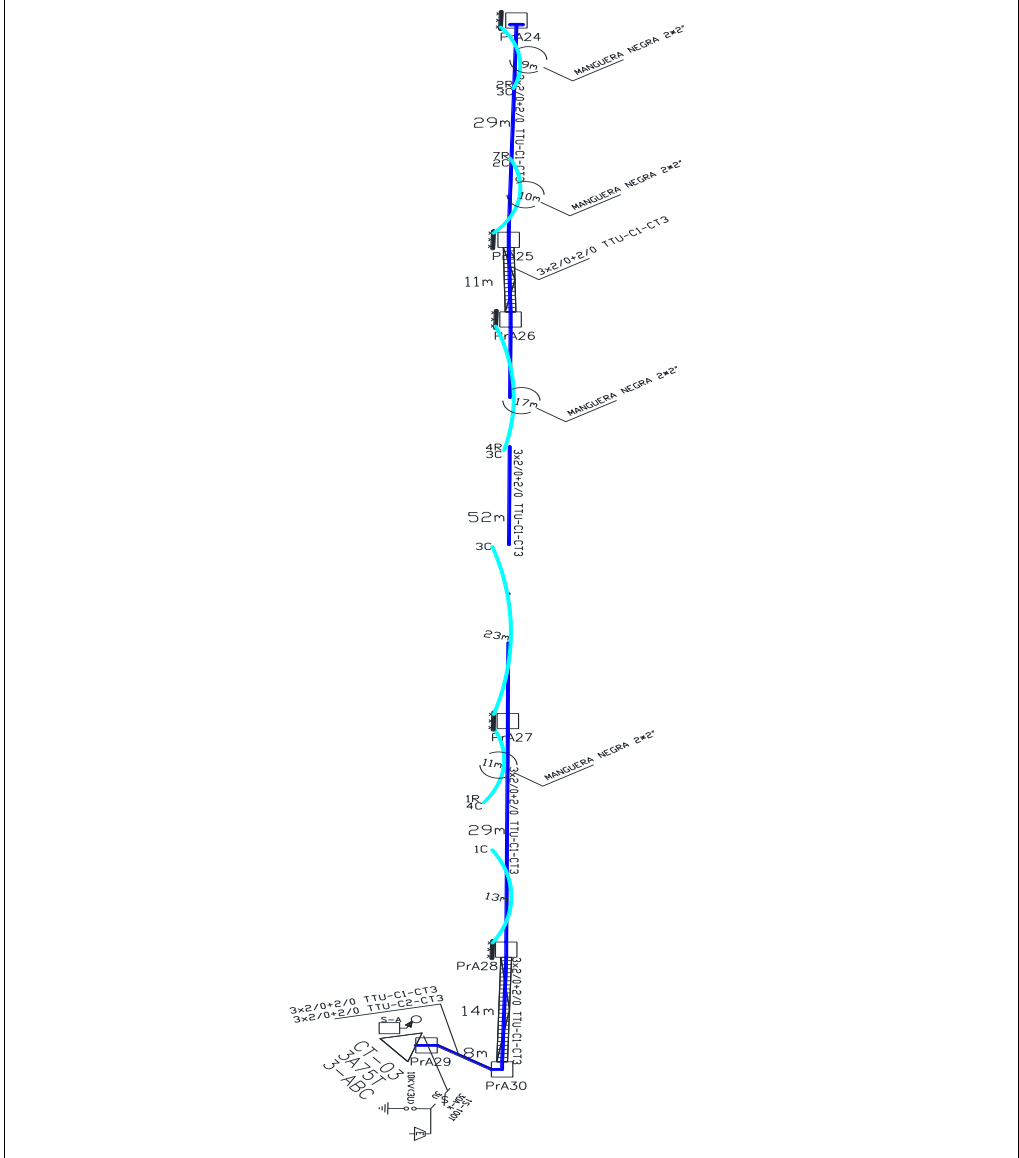 PrA24
MANGUERA NEGRA 2*2"
9m
2R
3C
29m
3x2/0+2/0 TTU-C1-CT3
7R
2C
MANGUERA NEGRA 2*2"
10m
PrA25
3x2/0+2/0 TTU-C1-CT3
11m
PrA26
MANGUERA NEGRA 2*2"
17m
4R
3C
3x2/0+2/0 TTU-C1-CT3
52m
3C
23m
PrA27
MANGUERA NEGRA 2*2"
11m
3x2/0+2/0 TTU-C1-CT3
1R
4C
29m
1C
13m
PrA28
3x2/0+2/0 TTU-C1-CT3
3x2/0+2/0 TTU-C1-CT3
3x2/0+2/0 TTU-C2-CT3
14m
S-A
8m
PrA29
CT-03
3A75T
3-ABC
PrA30
10KV(3U)
15-100T
E